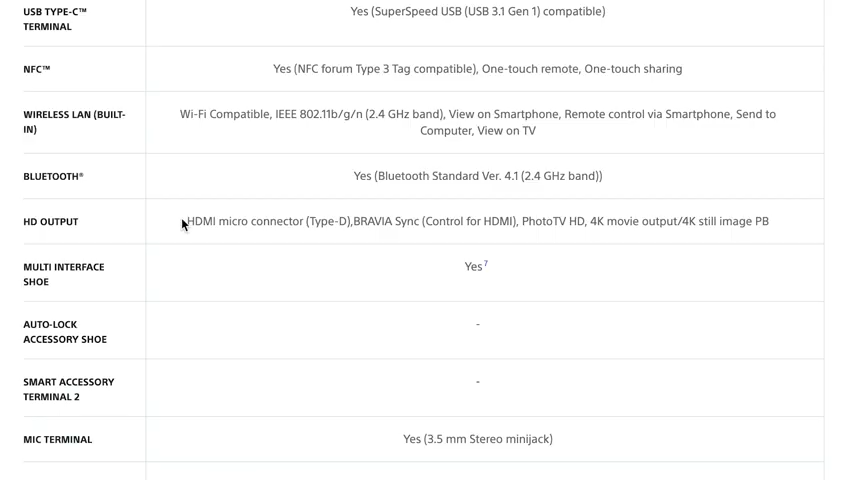 USB TYPE-C™
TERMINAL
Yes (SuperSpeed USB (USB 3.1 Gen 1) compatible)
NFC™
Yes (NFC forum Type 3 Tag compatible), One-touch remote, One-touch sharing
WIRELESS LAN (BUILT-
IN)
Wi-Fi Compatible, IEEE 802.11b/g/n (2.4 GHz band), View on Smartphone, Remote control via Smartphone, Send to
Computer, View on TV
BLUETOOTH®
Yes (Bluetooth Standard Ver. 4.1 (2.4 GHz band))
HD OUTPUT
HDMI micro connector (Type-D),BRAVIA Sync (Control for HDMI), PhotoTV HD, 4K movie output/4K still image PB
MULTI INTERFACE
SHOE
Yes⁷
AUTO-LOCK
ACCESSORY SHOE
-
SMART ACCESSORY
TERMINAL 2
-
MIC TERMINAL
Yes (3.5 mm Stereo minijack)